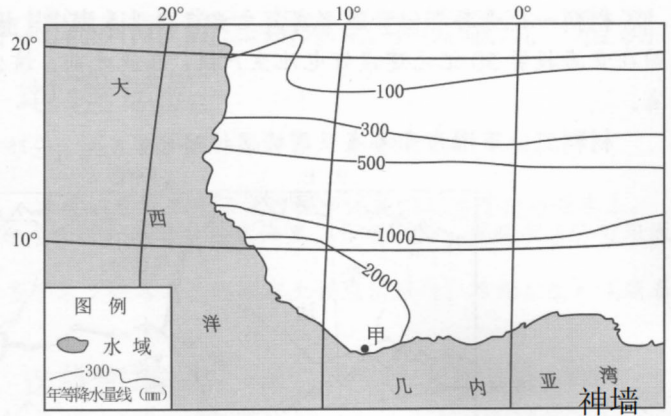 20° 10° 0°
20°
大
100
300
500
西
1000
10°
2000
图例
水域
300
年等降水量线(mm)
洋
甲
几内亚湾
神墙